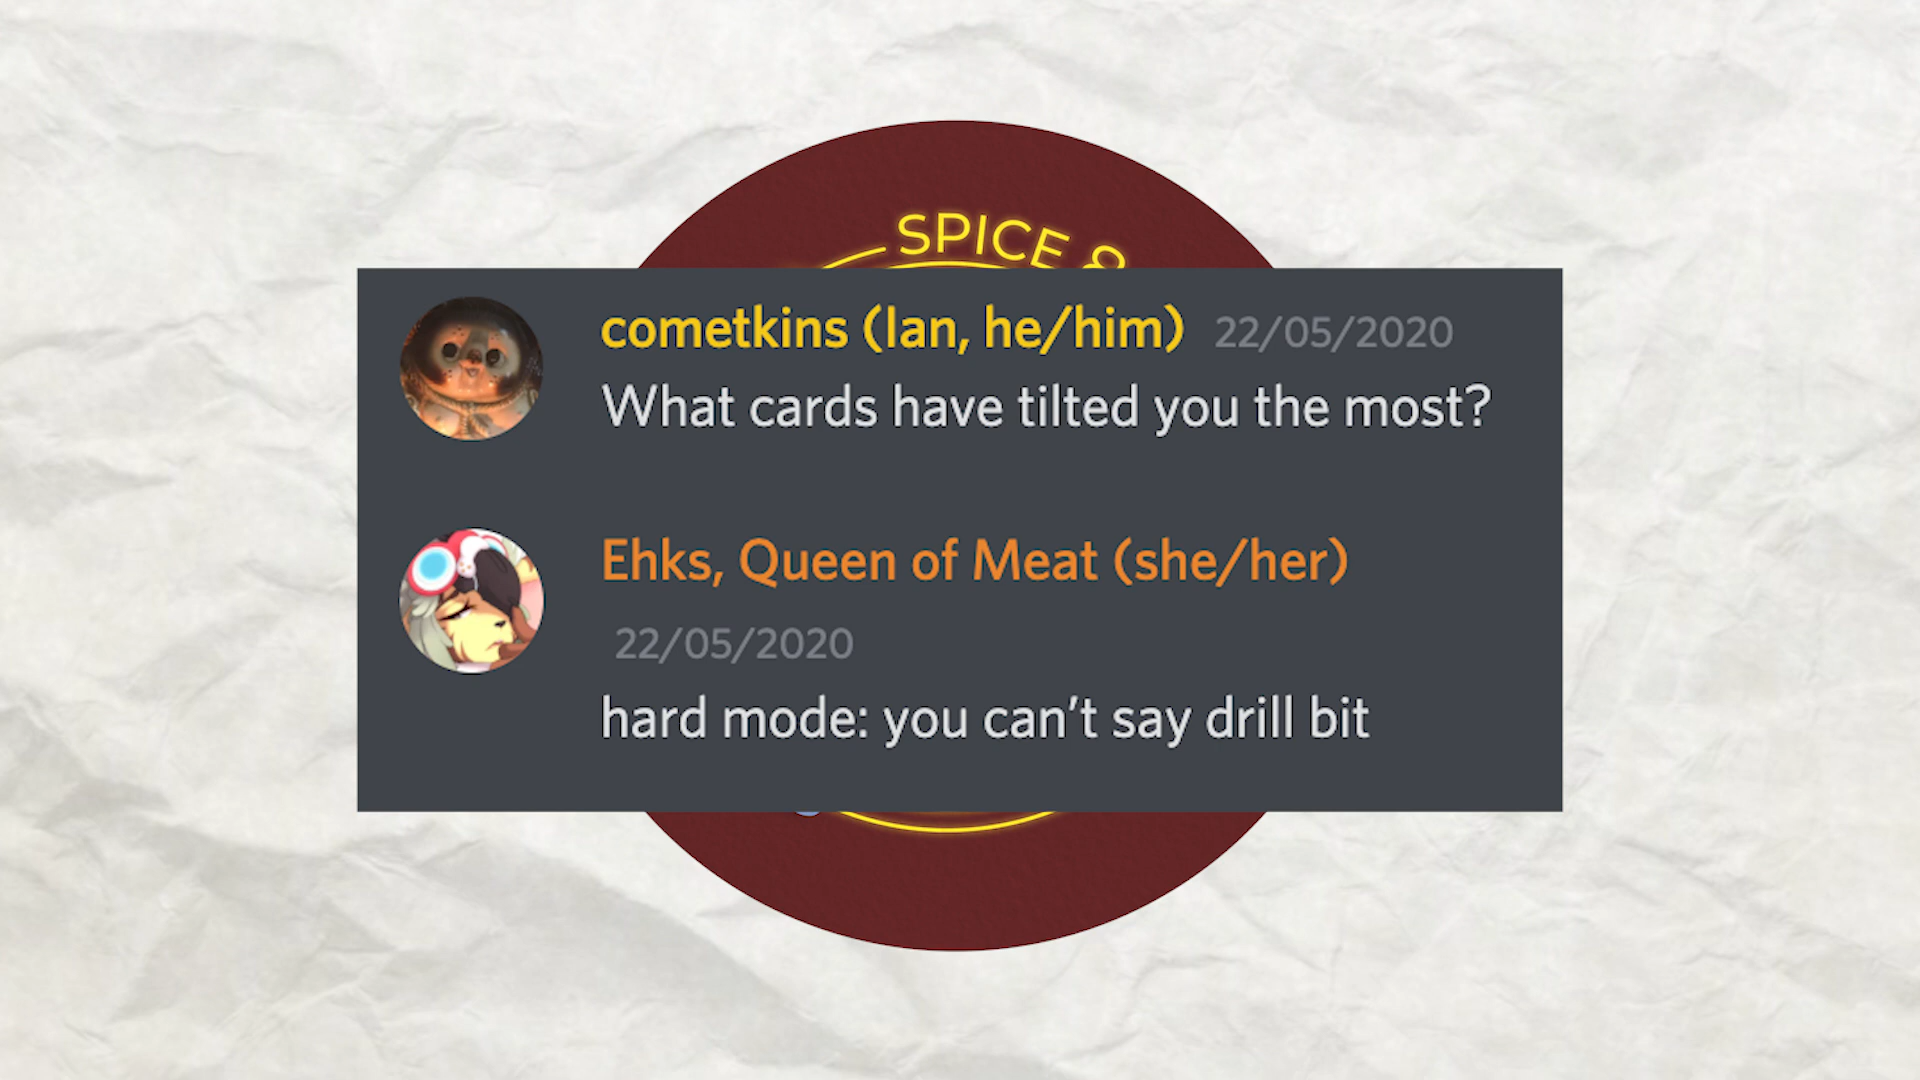 SPICE &
cometkins (Ian, he/him) 22/05/2020
What cards have tilted you the most?
Ehks, Queen of Meat (she/her)
22/05/2020
hard mode: you can't say drill bit